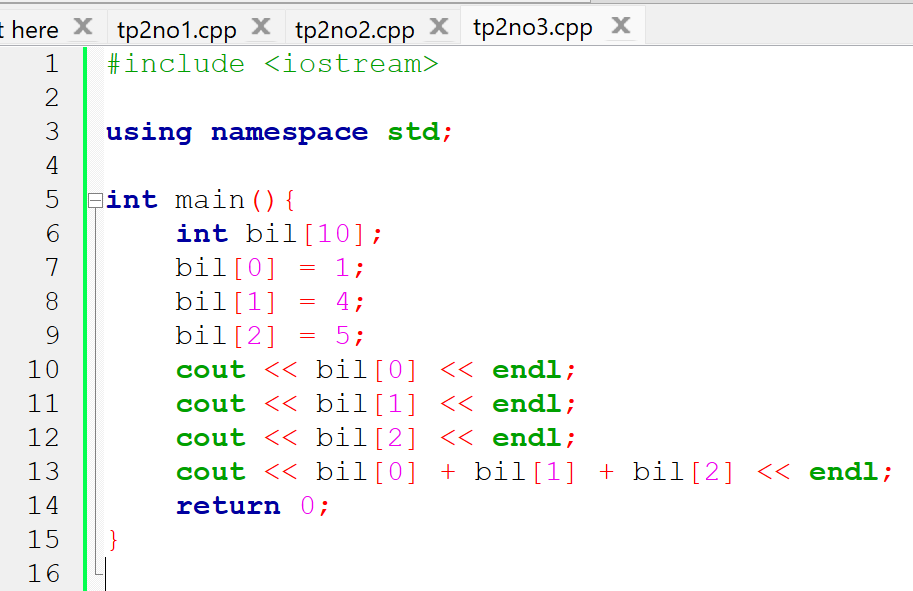 t here X tp2no1.cpp X tp2no2.cpp X tp2no3.cpp X
1 #include <iostream>
2
3 using namespace std;
4
5 int main(){
6     int bil[10];
7     bil[0] = 1;
8     bil[1] = 4;
9     bil[2] = 5;
10     cout << bil[0] << endl;
11     cout << bil[1] << endl;
12     cout << bil[2] << endl;
13     cout << bil[0] + bil[1] + bil[2] << endl;
14     return 0;
15 }
16